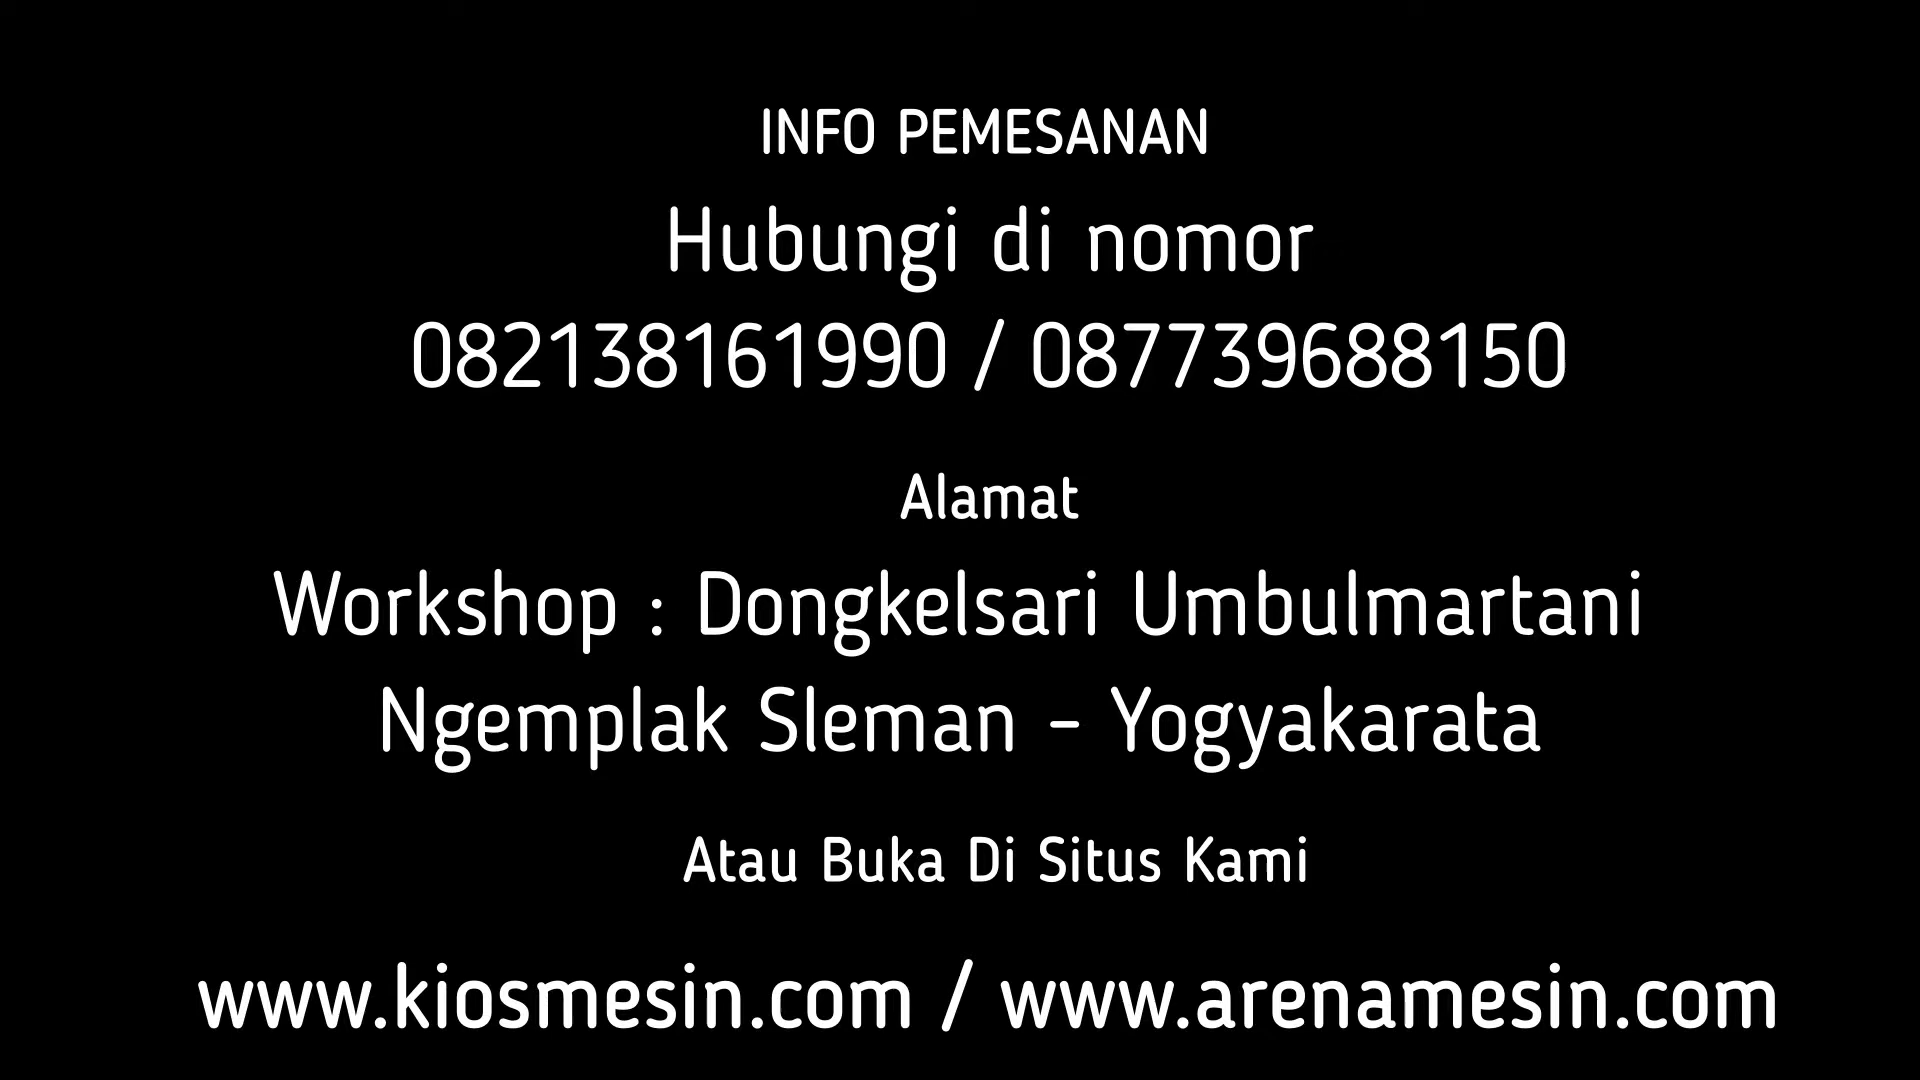 INFO PEMESANAN
Hubungi di nomor
082138161990 / 087739688150
Alamat
Workshop : Dongkelsari Umbulmartani
Ngemplak Sleman - Yogyakarata
Atau Buka Di Situs Kami
www.kiosmesin.com / www.arenamesin.com